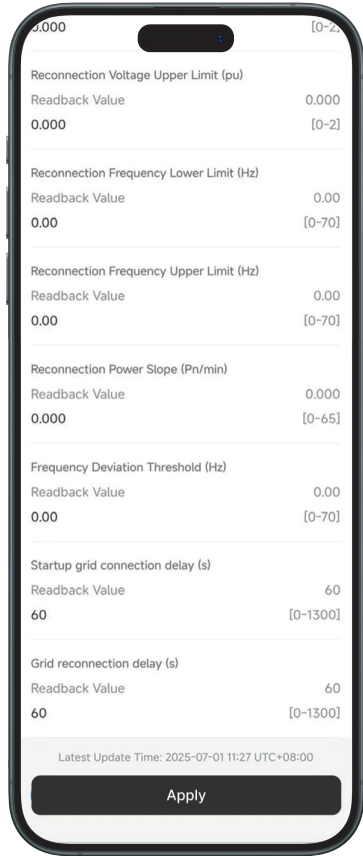 0.000 [0-2]
Reconnection Voltage Upper Limit (pu)
Readback Value 0.000
0.000 [0-2]
Reconnection Frequency Lower Limit (Hz)
Readback Value 0.00
0.00 [0-70]
Reconnection Frequency Upper Limit (Hz)
Readback Value 0.00
0.00 [0-70]
Reconnection Power Slope (Pn/min)
Readback Value 0.000
0.000 [0-65]
Frequency Deviation Threshold (Hz)
Readback Value 0.00
0.00 [0-70]
Startup grid connection delay (s)
Readback Value 60
60 [0-1300]
Grid reconnection delay (s)
Readback Value 60
60 [0-1300]
Latest Update Time: 2025-07-01 11:27 UTC+08:00
Apply